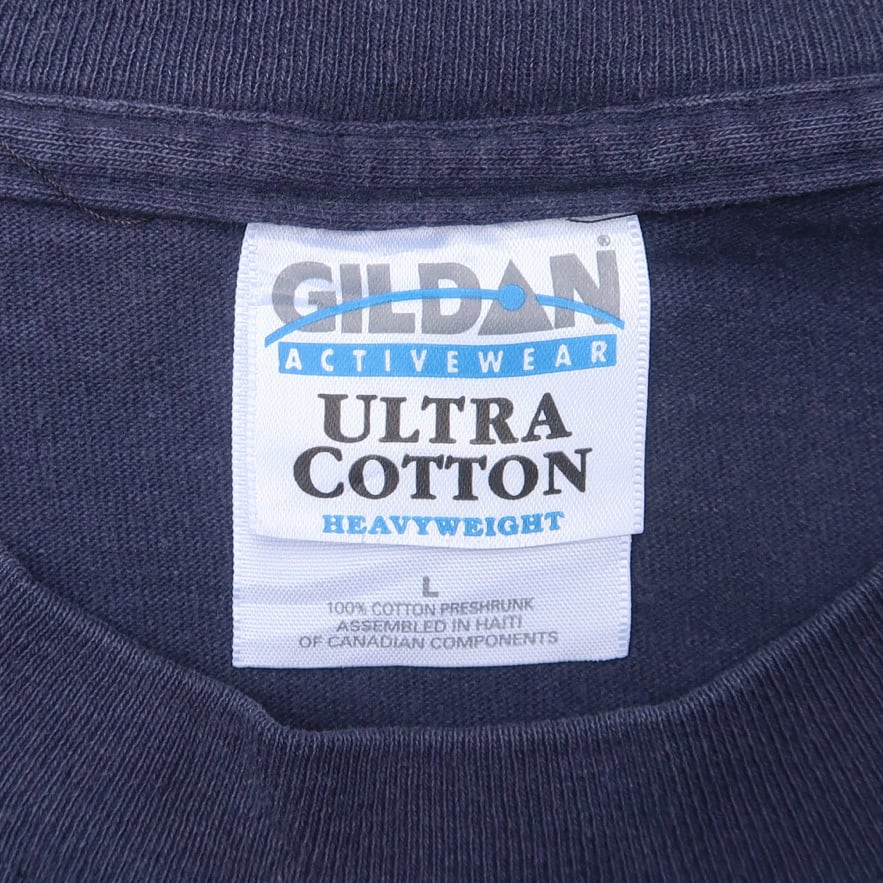 GILDAN®
ACTIVEWEAR
ULTRA
COTTON
HEAVYWEIGHT
L
100% COTTON PRESHRUNK
ASSEMBLED IN HAITI
OF CANADIAN COMPONENTS